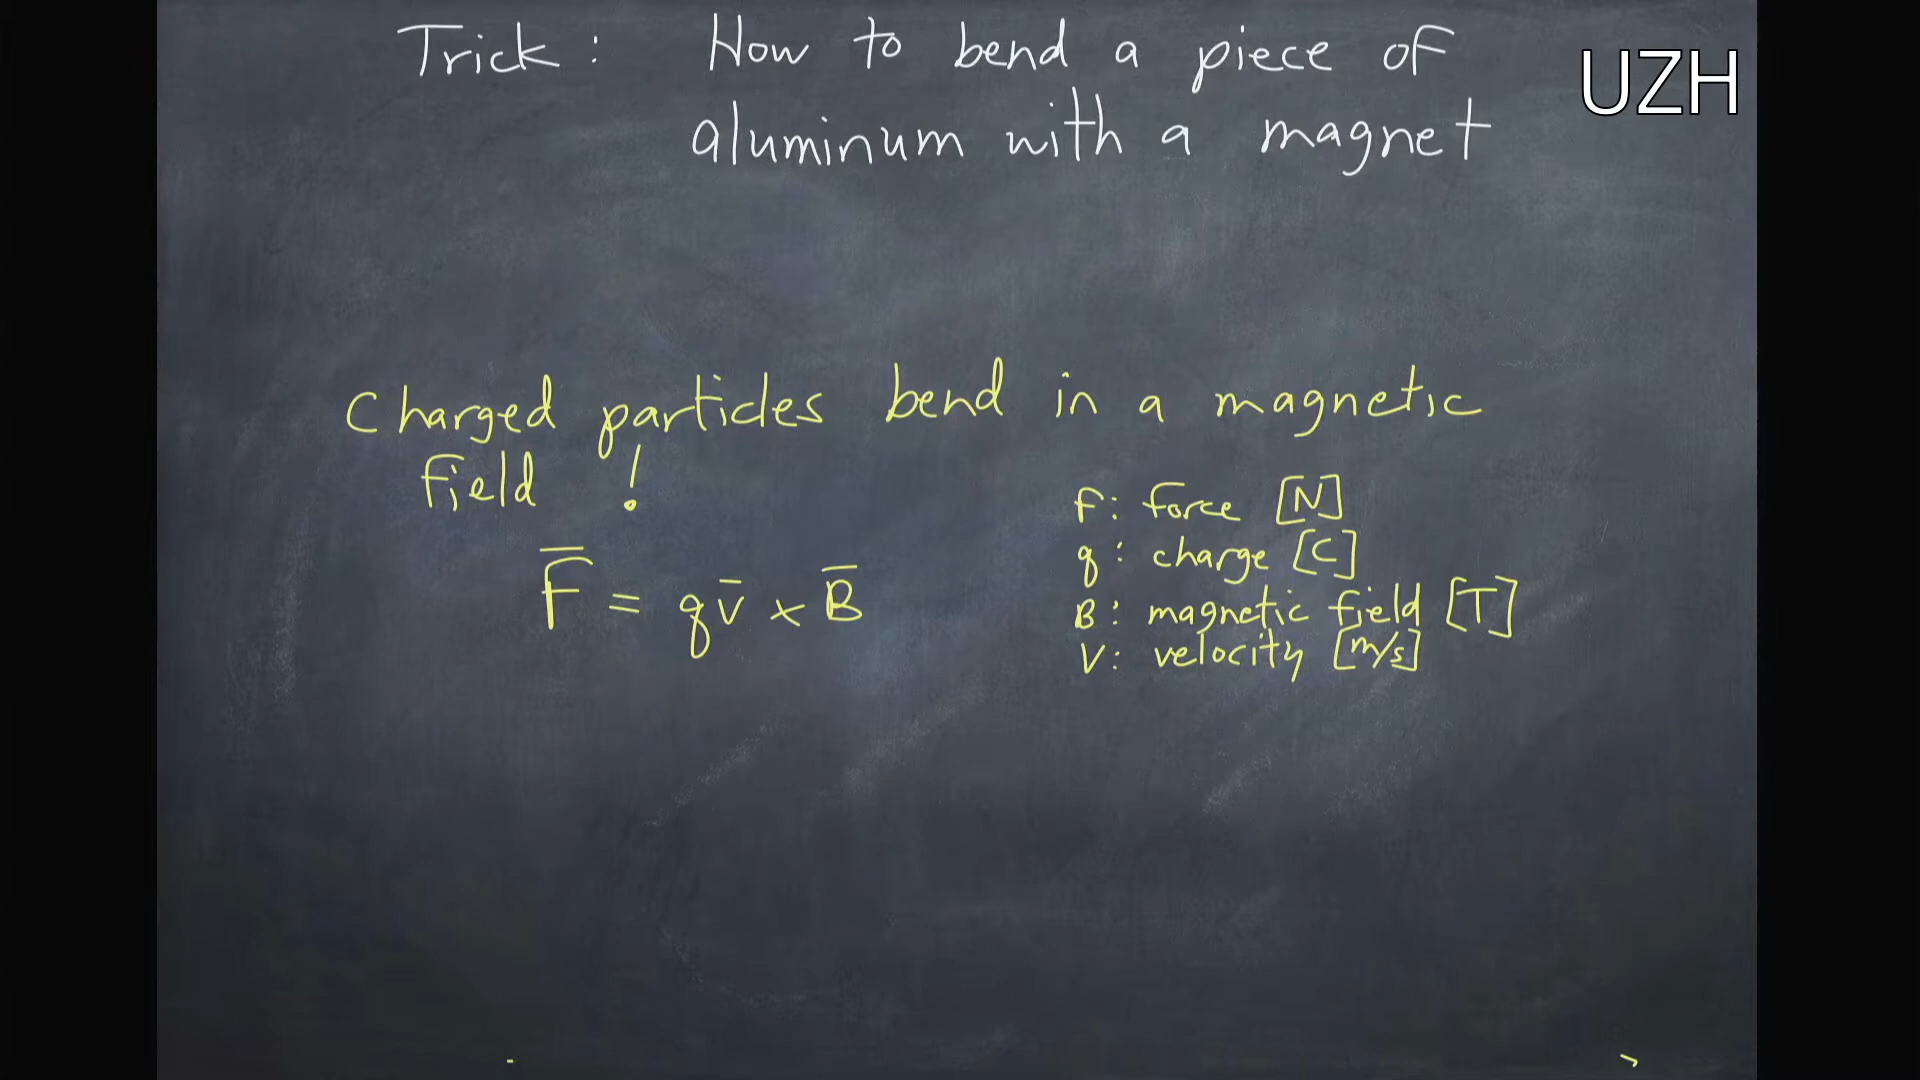 Trick: How to bend a piece of
aluminum with a magnet
UZH
Charged particles bend in a magnetic
field !
F̅ = qv̅ × B̅
F: force [N]
q: charge [C]
B: magnetic field [T]
V: velocity [m/s]